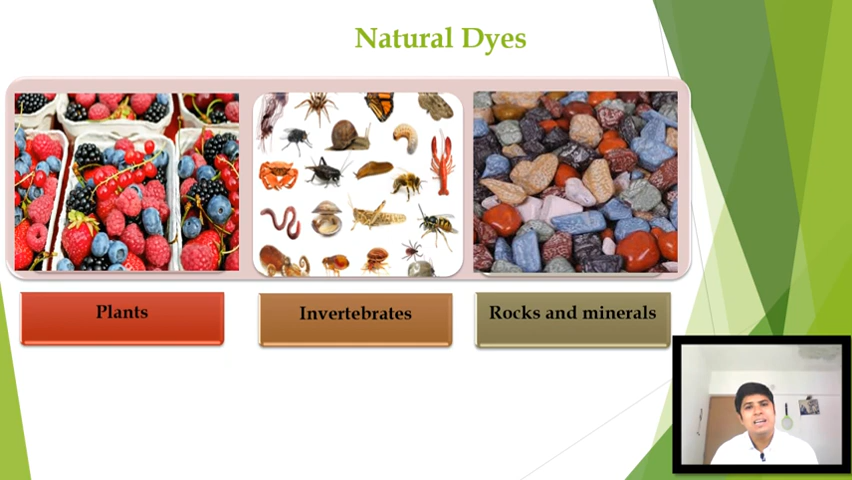 Natural Dyes
Plants
Invertebrates
Rocks and minerals